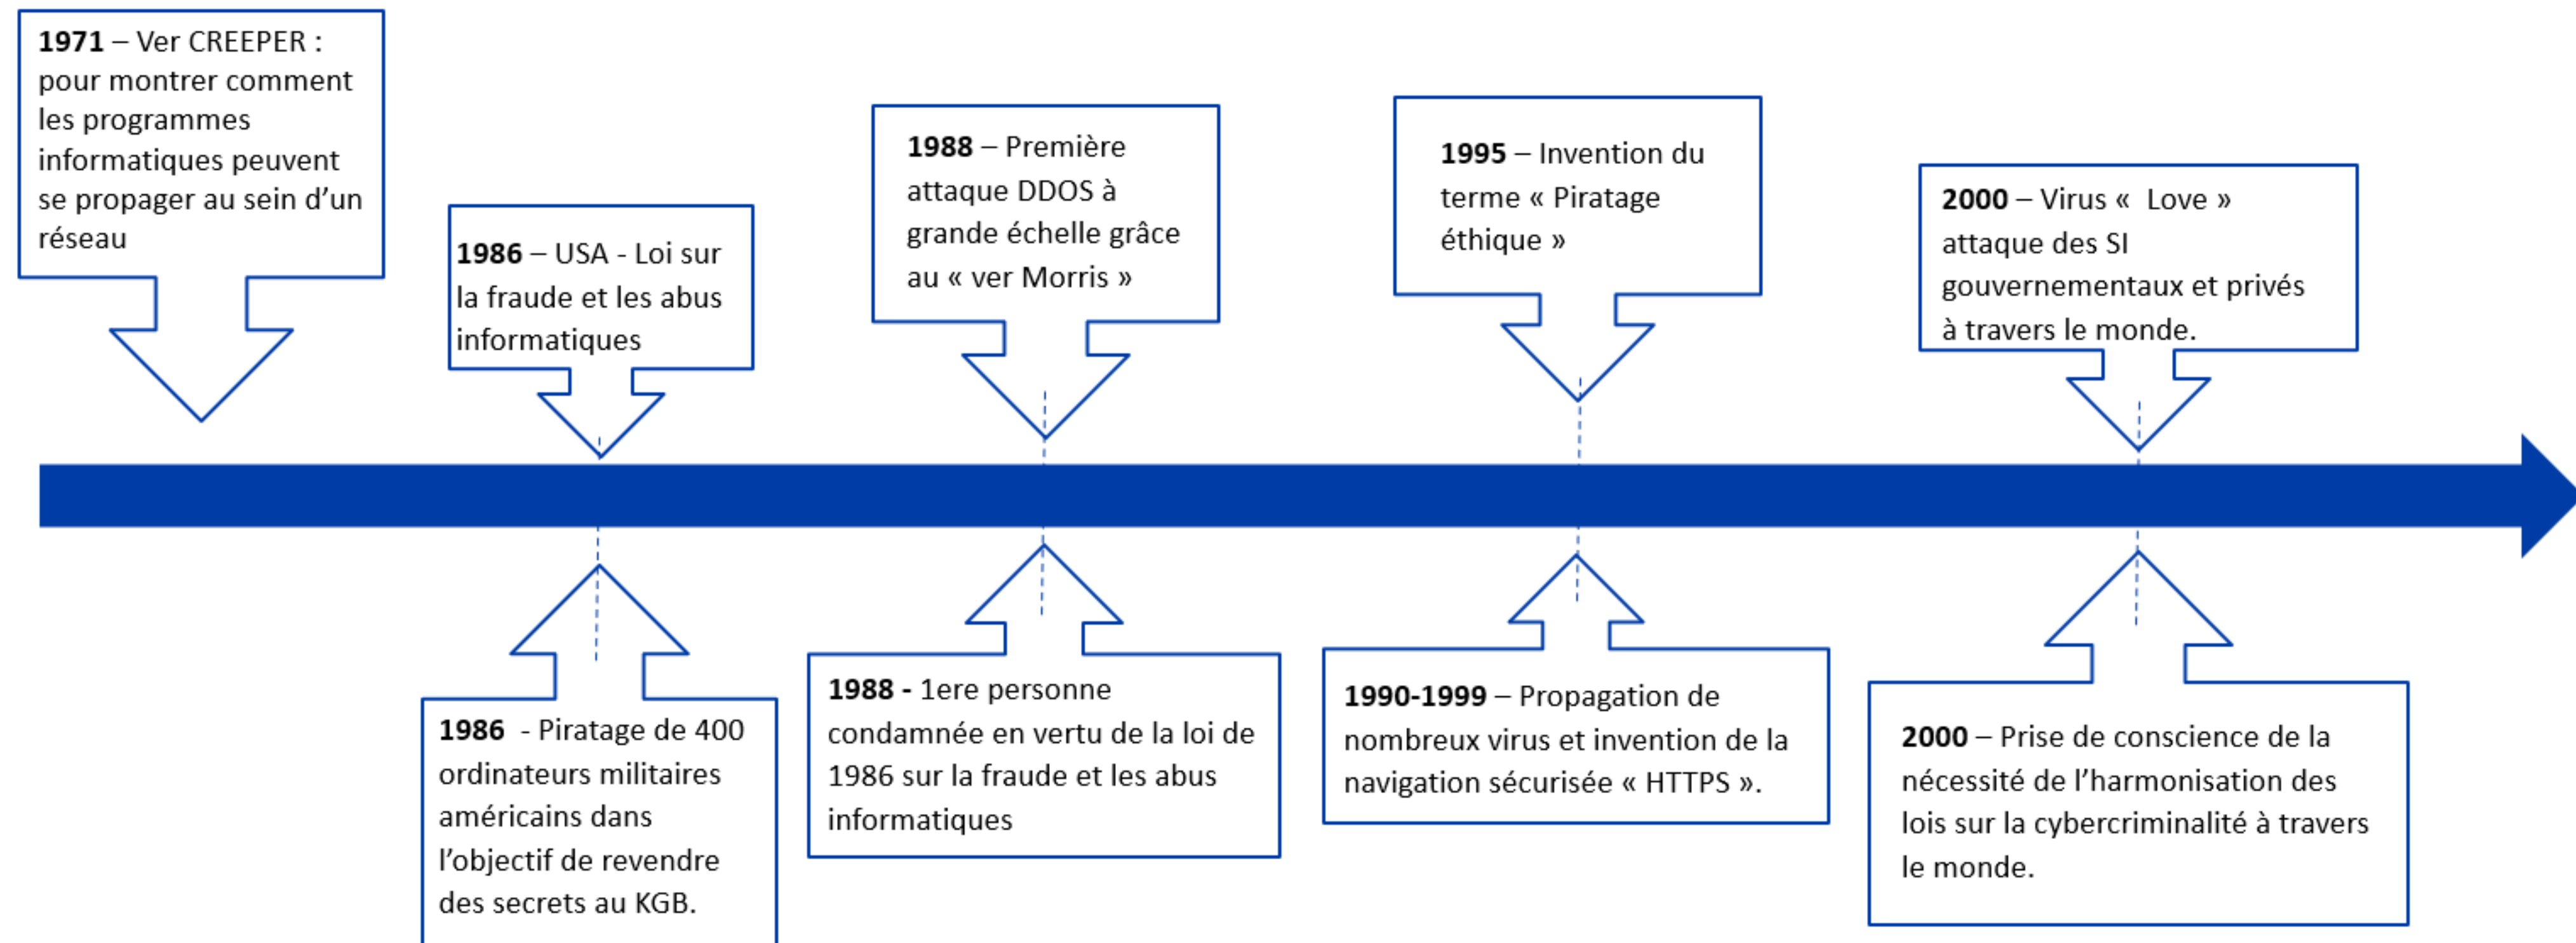 1971 – Ver CREEPER :
pour montrer comment
les programmes
informatiques peuvent
se propager au sein d’un
réseau
1986 – USA - Loi sur
la fraude et les abus
informatiques
1988 – Première
attaque DDOS à
grande échelle grâce
au « ver Morris »
1995 – Invention du
terme « Piratage
éthique »
2000 – Virus «  Love »
attaque des SI
gouvernementaux et privés
à travers le monde.
1986  - Piratage de 400
ordinateurs militaires
américains dans
l’objectif de revendre
des secrets au KGB.
1988 - 1ere personne
condamnée en vertu de la loi de
1986 sur la fraude et les abus
informatiques
1990-1999 – Propagation de
nombreux virus et invention de la
navigation sécurisée « HTTPS ».
2000 – Prise de conscience de la
nécessité de l’harmonisation des
lois sur la cybercriminalité à travers
le monde.